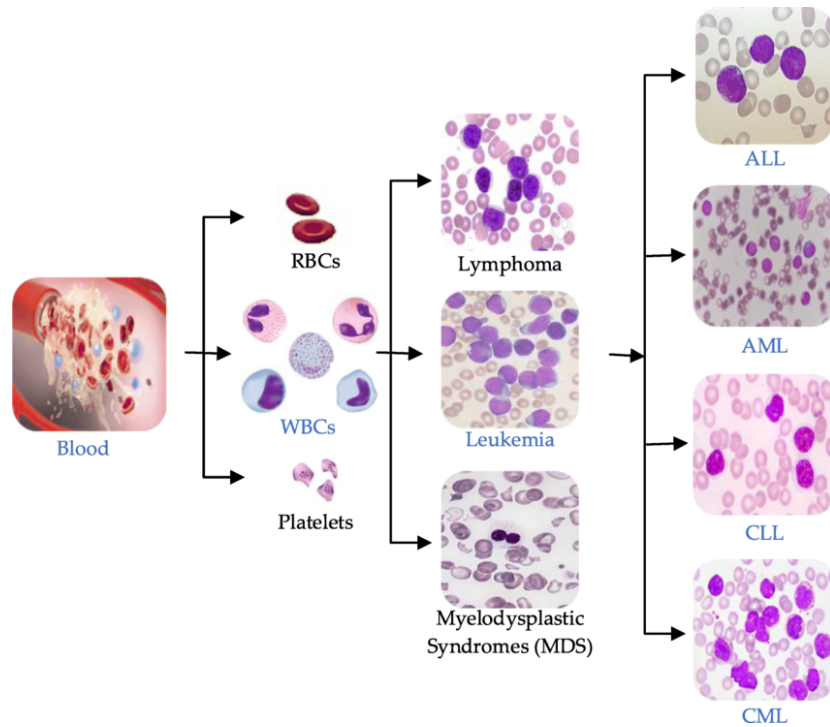 Blood
RBCs
WBCs
Platelets
Lymphoma
Leukemia
Myelodysplastic
Syndromes (MDS)
ALL
AML
CLL
CML